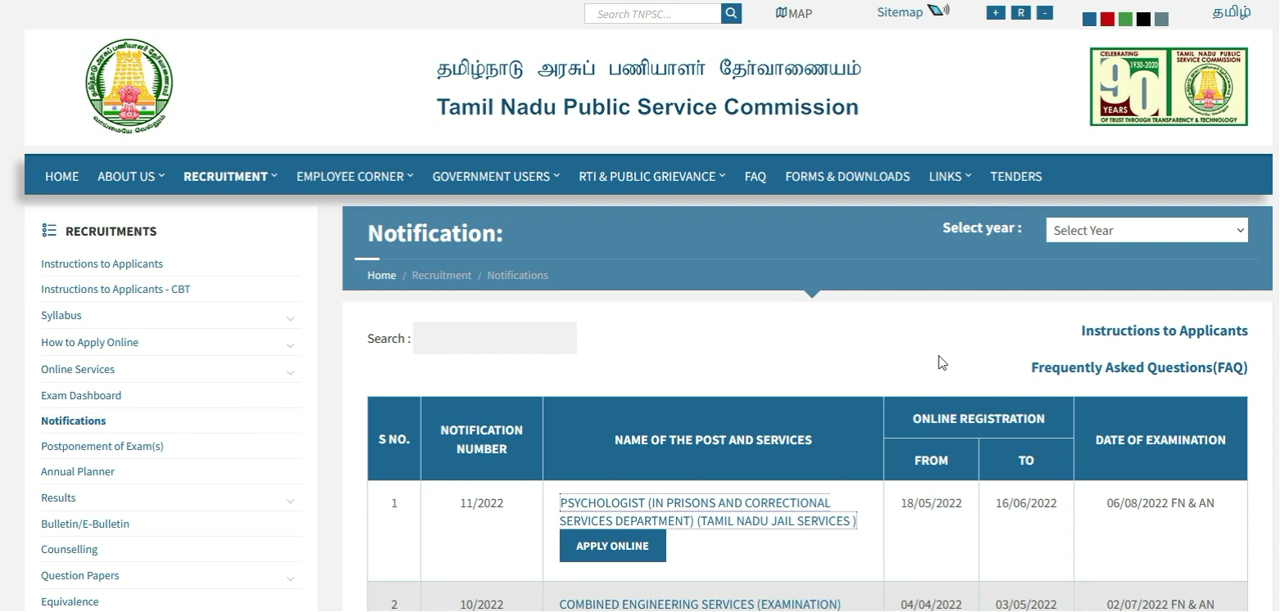 Search TNPSC...
MAP
Sitemap
+ R -
தமிழ்
தமிழ்நாடு அரசுப் பணியாளர் தேர்வாணையம்
Tamil Nadu Public Service Commission
CELEBRATING
90
1930-2020
YEARS
TAMIL NADU PUBLIC
SERVICE COMMISSION
OF TRUST THROUGH TRANSPARENCY & TECHNOLOGY
HOME ABOUT US RECRUITMENT EMPLOYEE CORNER GOVERNMENT USERS RTI & PUBLIC GRIEVANCE FAQ FORMS & DOWNLOADS LINKS TENDERS
RECRUITMENTS
Instructions to Applicants
Instructions to Applicants - CBT
Syllabus
How to Apply Online
Online Services
Exam Dashboard
Notifications
Postponement of Exam(s)
Annual Planner
Results
Bulletin/E-Bulletin
Counselling
Question Papers
Equivalence
Notification:
Select year :
Select Year
Home / Recruitment / Notifications
Search :
Instructions to Applicants
Frequently Asked Questions(FAQ)
S NO.
NOTIFICATION
NUMBER
NAME OF THE POST AND SERVICES
ONLINE REGISTRATION
FROM
TO
DATE OF EXAMINATION
1
11/2022
PSYCHOLOGIST (IN PRISONS AND CORRECTIONAL
SERVICES DEPARTMENT) (TAMIL NADU JAIL SERVICES )
APPLY ONLINE
18/05/2022
16/06/2022
06/08/2022 FN & AN
2
10/2022
COMBINED ENGINEERING SERVICES (EXAMINATION)
04/04/2022
03/05/2022
02/07/2022 FN & AN